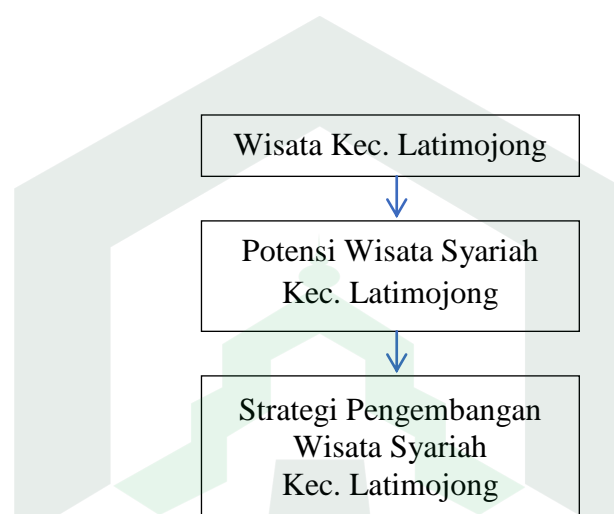 Wisata Kec. Latimojong
Potensi Wisata Syariah
Kec. Latimojong
Strategi Pengembangan
Wisata Syariah
Kec. Latimojong